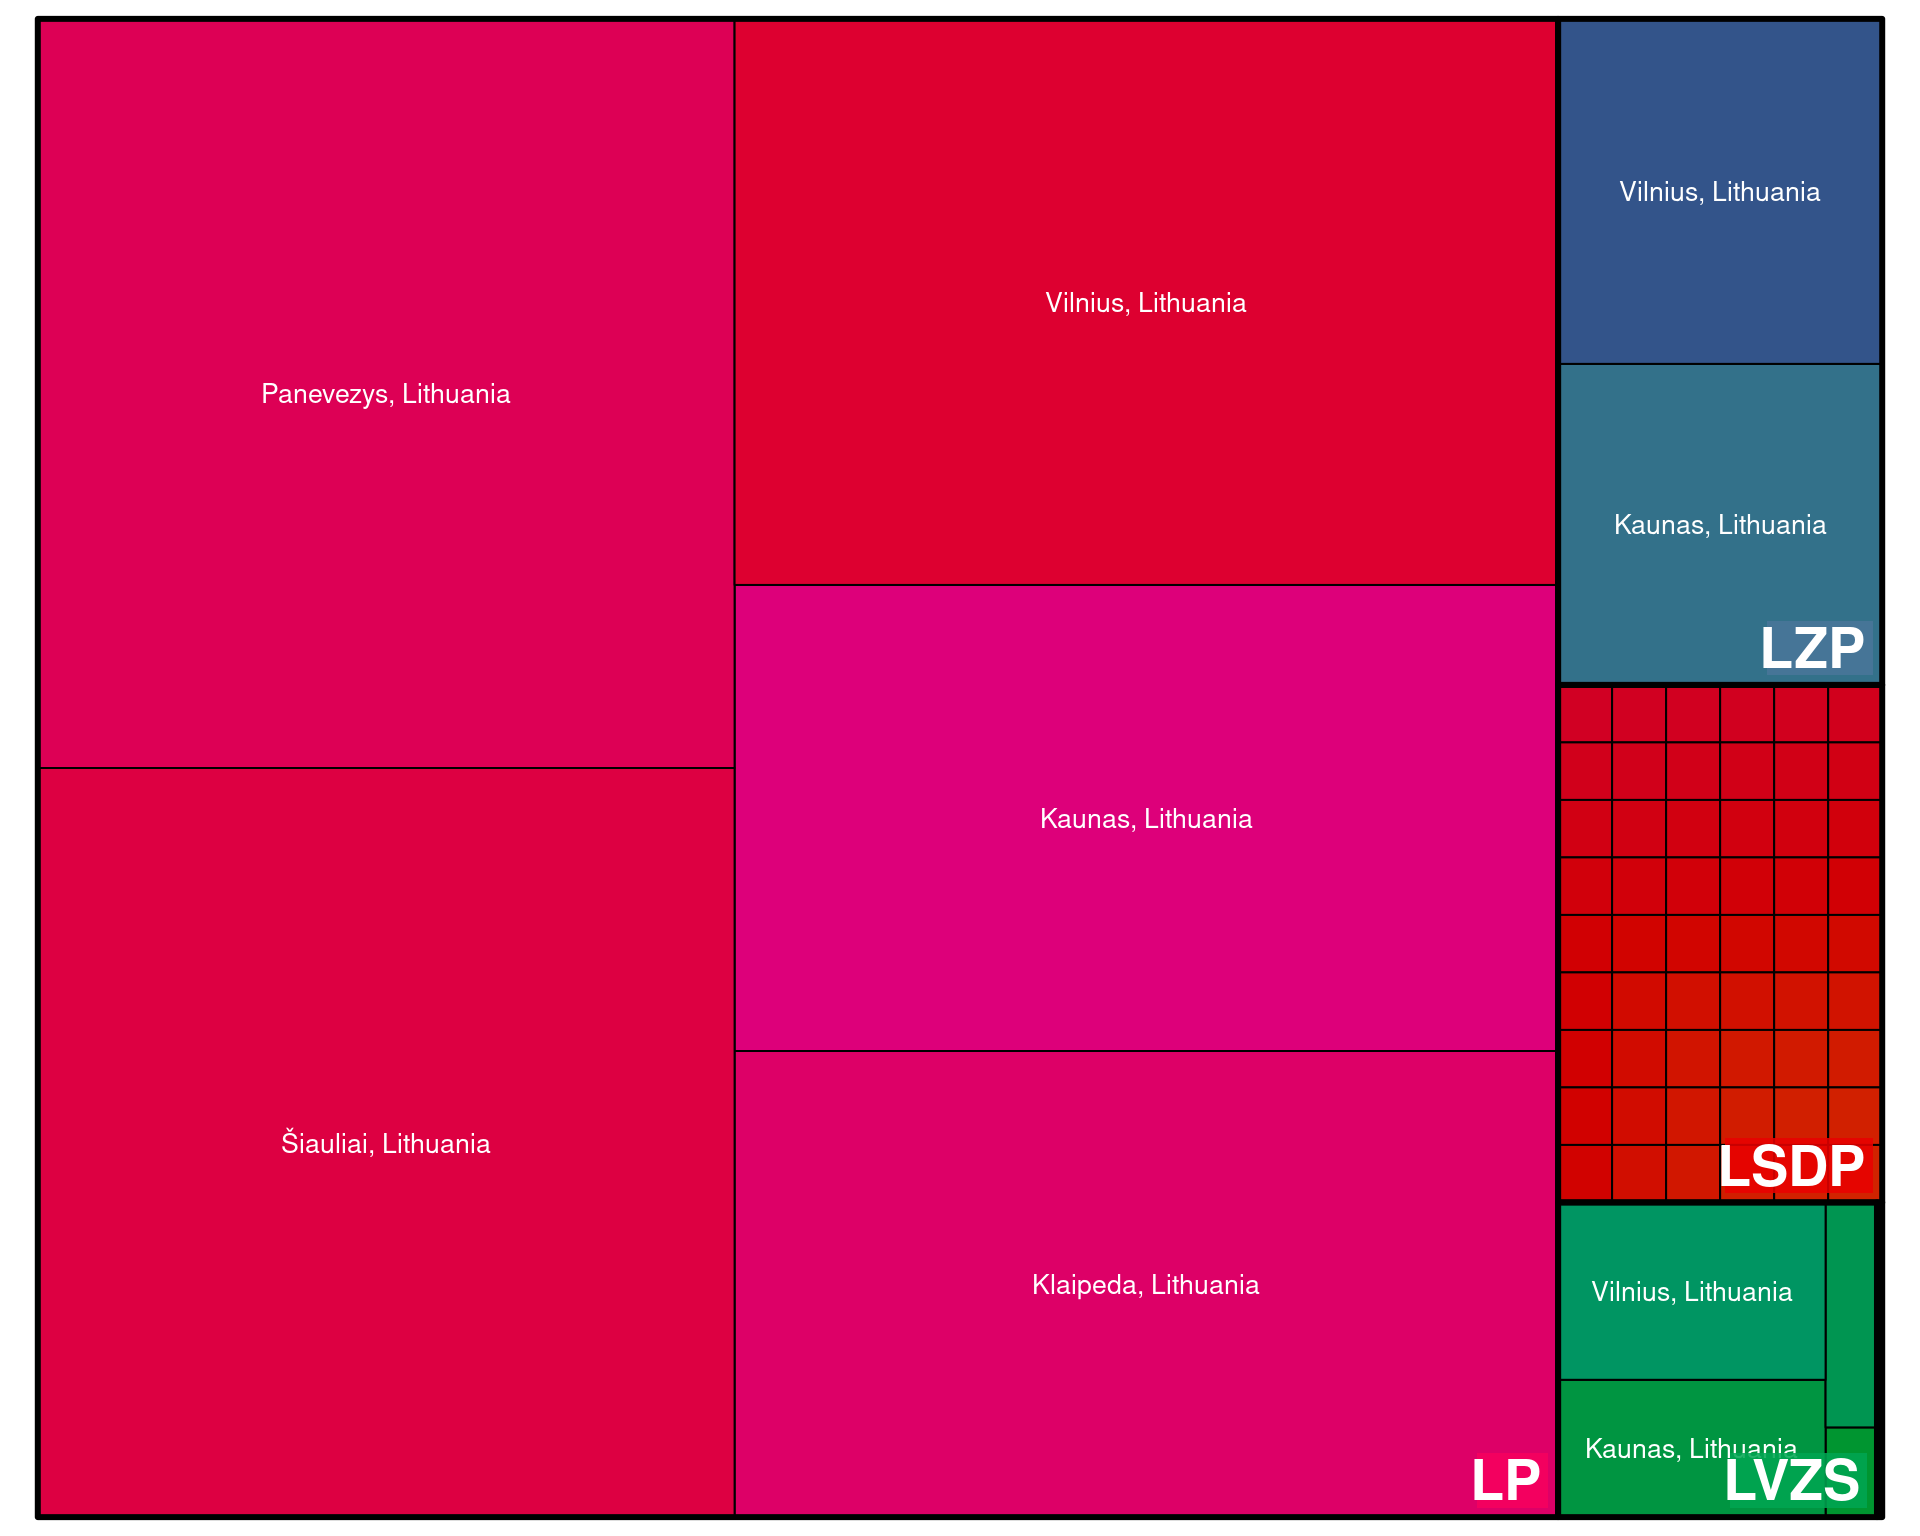 Panevezys, Lithuania
Šiauliai, Lithuania
Vilnius, Lithuania
Kaunas, Lithuania
Klaipeda, Lithuania
LP
Vilnius, Lithuania
Kaunas, Lithuania
LZP
LSDP
Vilnius, Lithuania
Kaunas, Lithuania
LVZS